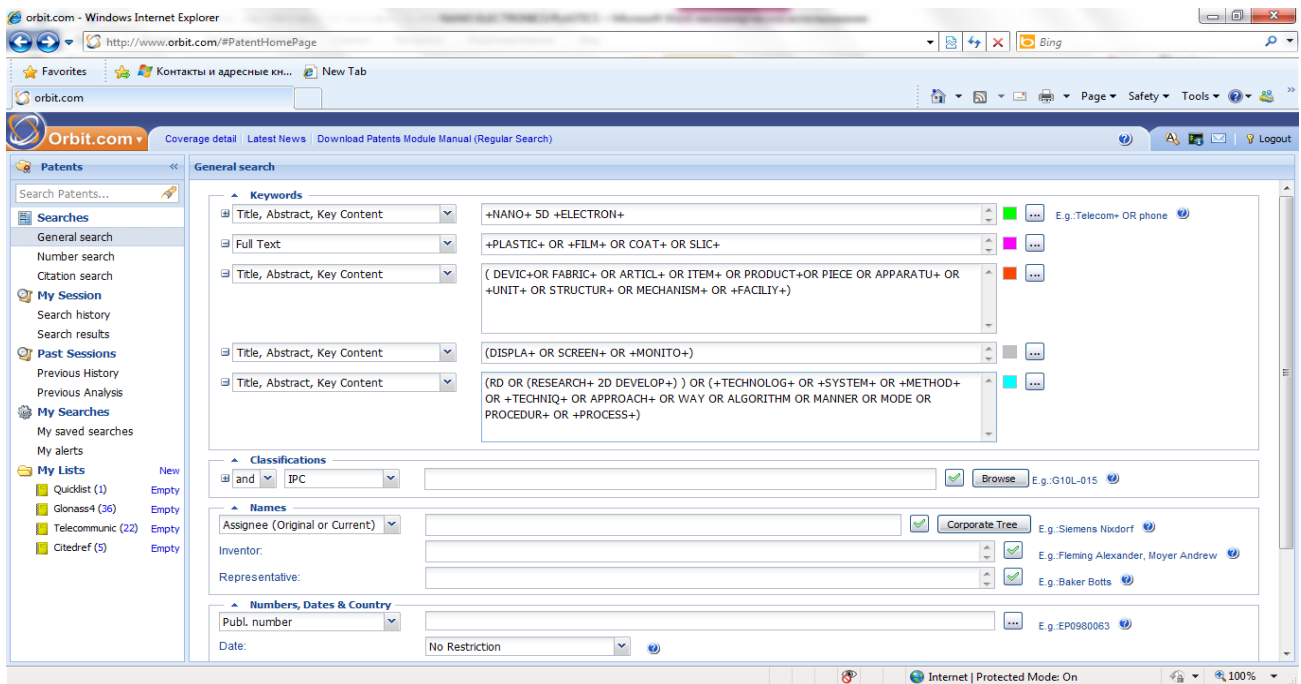 orbit.com - Windows Internet Explorer
http://www.orbit.com/#PatentHomePage
Bing
Favorites Контакты и адресные кн... New Tab
orbit.com
Page Safety Tools
Orbit.com Coverage detail Latest News Download Patents Module Manual (Regular Search) Logout
Patents « General search
Search Patents...
Keywords
Title, Abstract, Key Content +NANO+ 5D +ELECTRON+ ... E.g.:Telecom+ OR phone
Searches
General search
Full Text +PLASTIC+ OR +FILM+ OR COAT+ OR SLIC+ ...
Number search
Citation search
Title, Abstract, Key Content ( DEVIC+OR FABRIC+ OR ARTICL+ OR ITEM+ OR PRODUCT+OR PIECE OR APPARATU+ OR ...
+UNIT+ OR STRUCTUR+ OR MECHANISM+ OR +FACILIY+)
My Session
Search history
Search results
Past Sessions
Title, Abstract, Key Content (DISPLA+ OR SCREEN+ OR +MONITO+) ...
Previous History
Previous Analysis
Title, Abstract, Key Content (RD OR (RESEARCH+ 2D DEVELOP+) ) OR (+TECHNOLOG+ OR +SYSTEM+ OR +METHOD+ ...
OR +TECHNIQ+ OR APPROACH+ OR WAY OR ALGORITHM OR MANNER OR MODE OR
PROCEDUR+ OR +PROCESS+)
My Searches
My saved searches
My alerts
Classifications
My Lists New
and IPC Browse E.g.:G10L-015
Quicklist (1) Empty
Glonass4 (36) Empty
Names
Telecommunic (22) Empty
Assignee (Original or Current) Corporate Tree E.g.:Siemens Nixdorf
Citedref (5) Empty
Inventor: E.g.:Fleming Alexander, Moyer Andrew
Representative: E.g.:Baker Botts
Numbers, Dates & Country
Publ. number ... E.g.:EP0980063
Date: No Restriction
Internet | Protected Mode: On 100%